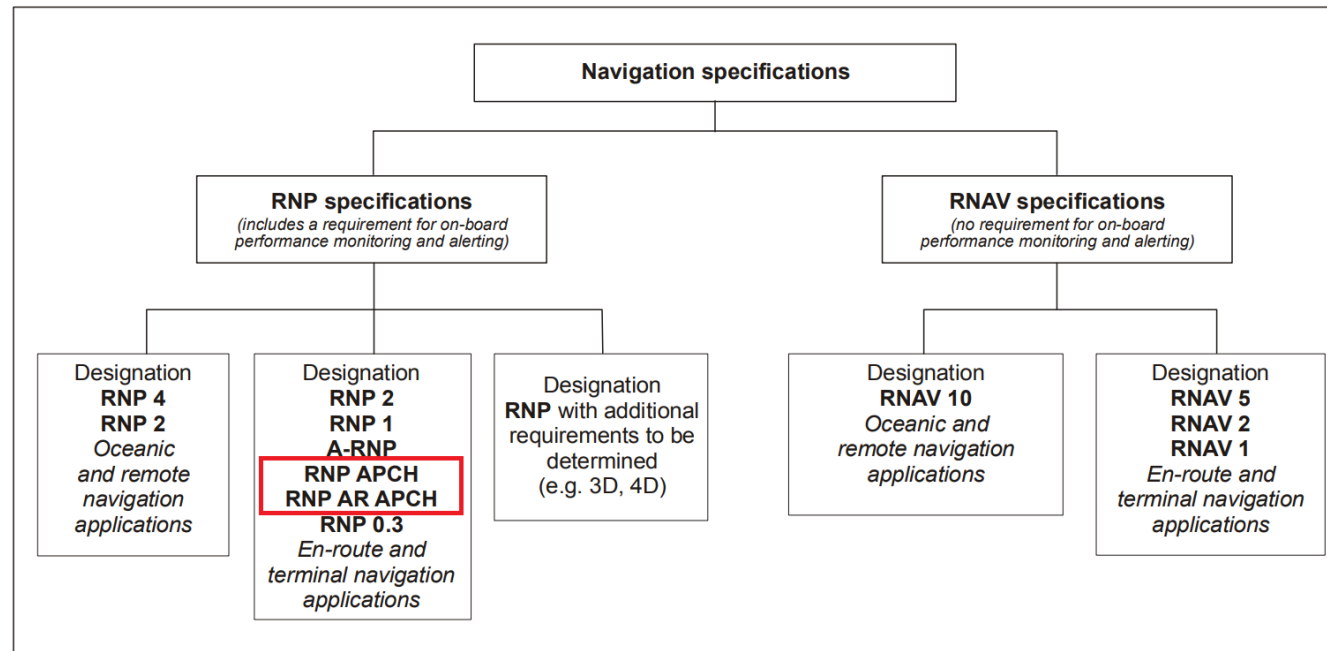 Navigation specifications
RNP specifications
(includes a requirement for on-board
performance monitoring and alerting)
RNAV specifications
(no requirement for on-board
performance monitoring and alerting)
Designation
RNP 4
RNP 2
Oceanic
and remote
navigation
applications
Designation
RNP 2
RNP 1
A-RNP
RNP APCH
RNP AR APCH
RNP 0.3
En-route and
terminal navigation
applications
Designation
RNP with additional
requirements to be
determined
(e.g. 3D, 4D)
Designation
RNAV 10
Oceanic and
remote navigation
applications
Designation
RNAV 5
RNAV 2
RNAV 1
En-route and
terminal navigation
applications